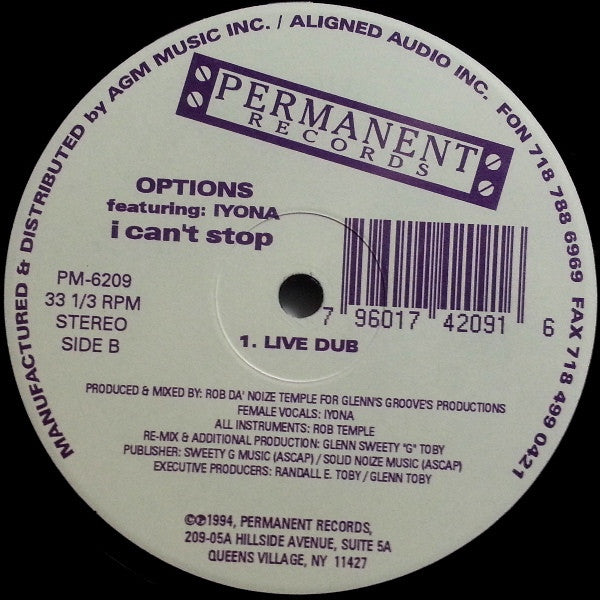 MANUFACTURED & DISTRIBUTED by AGM MUSIC INC. / ALIGNED AUDIO INC. FON 718 788 6969 FAX 718 499 0421
PERMANENT
RECORDS
OPTIONS
featuring: IYONA
i can't stop
PM-6209
33 1/3 RPM
STEREO
SIDE B
7 96017 42091 6
1. LIVE DUB
PRODUCED & MIXED BY: ROB DA' NOIZE TEMPLE FOR GLENN'S GROOVE'S PRODUCTIONS
FEMALE VOCALS: IYONA
ALL INSTRUMENTS: ROB TEMPLE
RE-MIX & ADDITIONAL PRODUCTION: GLENN SWEETY "G" TOBY
PUBLISHER: SWEETY G MUSIC (ASCAP) / SOLID NOIZE MUSIC (ASCAP)
EXECUTIVE PRODUCERS: RANDALL E. TOBY / GLENN TOBY
©℗1994, PERMANENT RECORDS,
209-05A HILLSIDE AVENUE, SUITE 5A
QUEENS VILLAGE, NY 11427